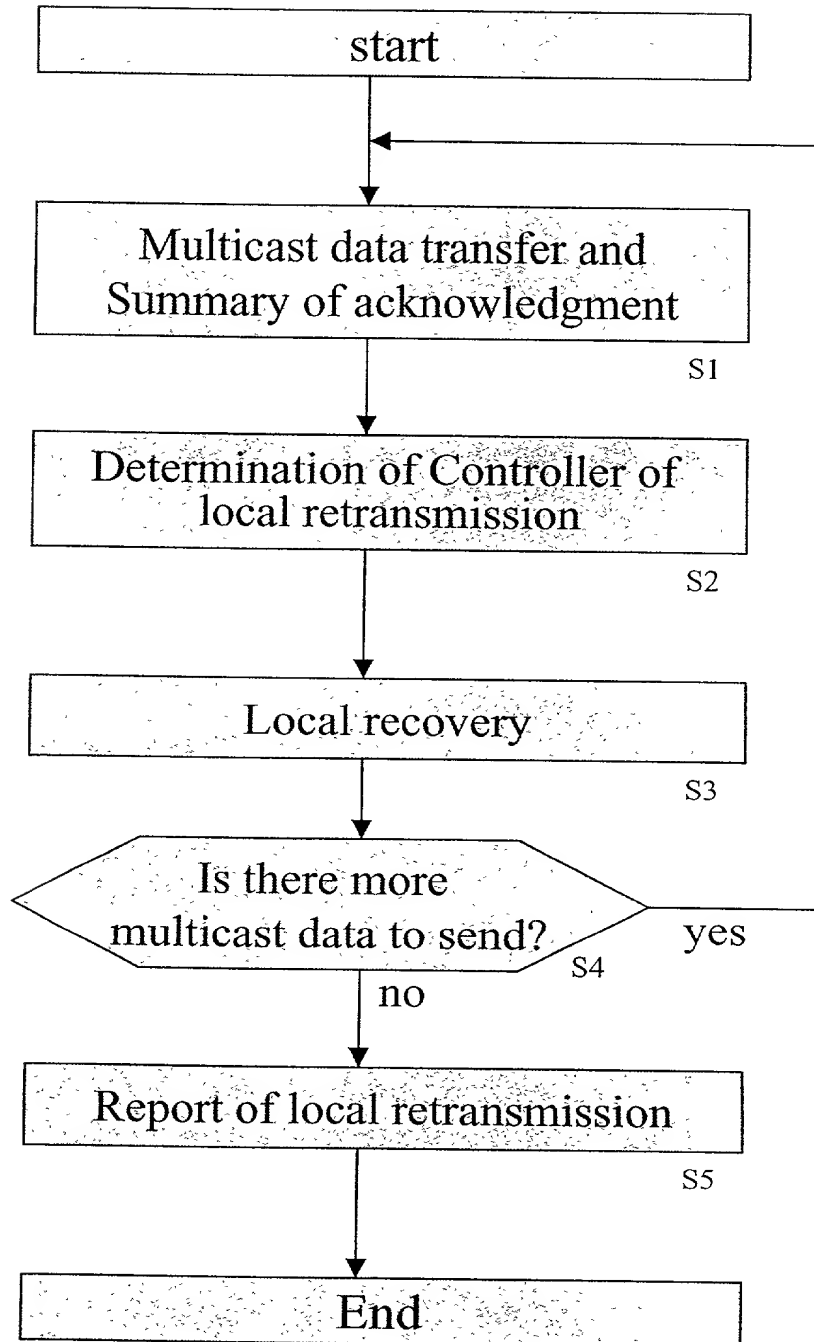 start
Multicast data transfer and
Summary of acknowledgment
S1
Determination of Controller of
local retransmission
S2
Local recovery
S3
Is there more
multicast data to send?
S4
yes
no
Report of local retransmission
S5
End